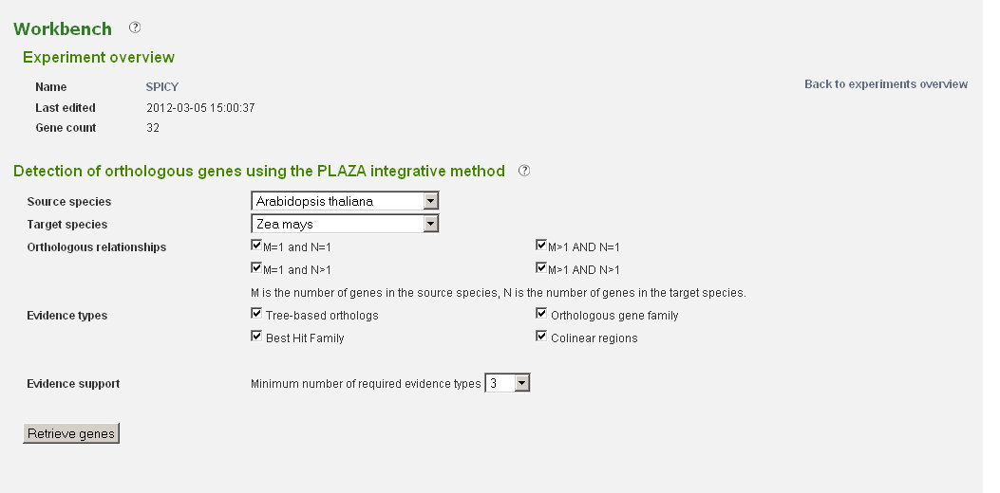 Workbench ?
Experiment overview
Name SPICY
Back to experiments overview
Last edited 2012-03-05 15:00:37
Gene count 32
Detection of orthologous genes using the PLAZA integrative method ?
Source species Arabidopsis thaliana
Target species Zea mays
Orthologous relationships M=1 and N=1 M>1 AND N=1
M=1 and N>1 M>1 AND N>1
M is the number of genes in the source species, N is the number of genes in the target species.
Evidence types Tree-based orthologs Orthologous gene family
Best Hit Family Colinear regions
Evidence support Minimum number of required evidence types 3
Retrieve genes